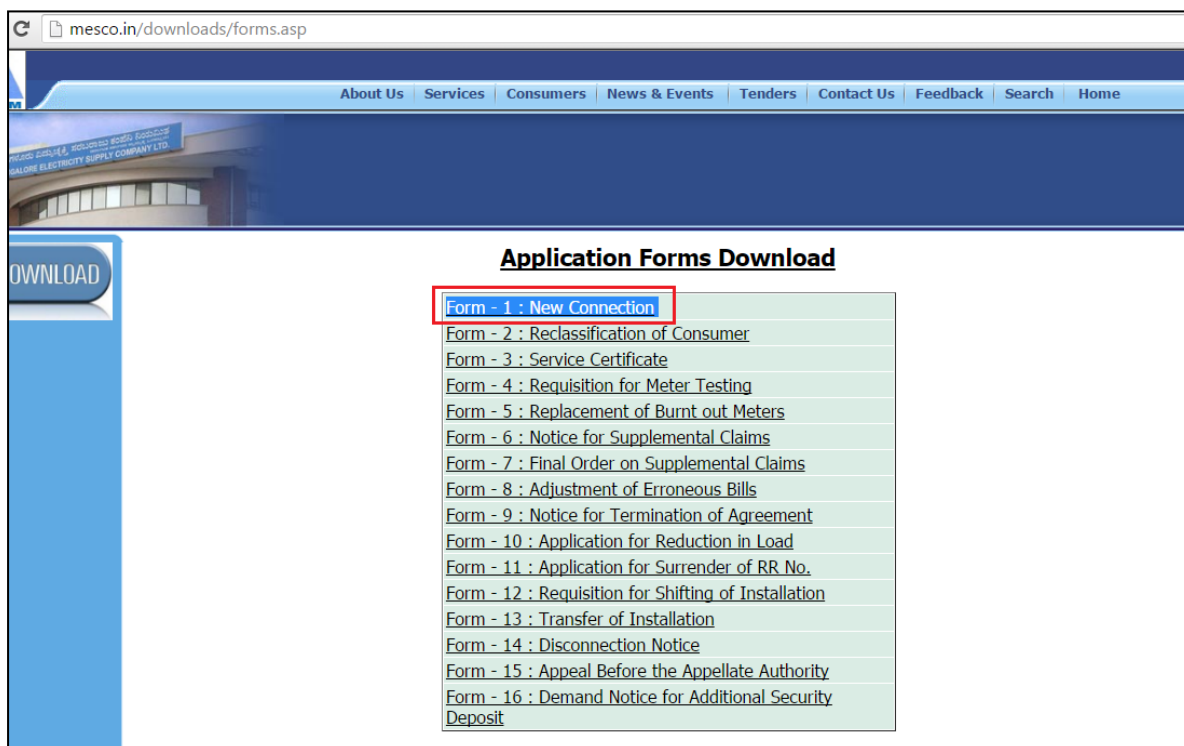 mesco.in/downloads/forms.asp
M
About Us Services Consumers News & Events Tenders Contact Us Feedback Search Home
ವಿದ್ಯುಚ್ಛಕ್ತಿ ಸರಬರಾಜು ಕಂಪೆನಿ ನಿಯಮಿತ
GALORE ELECTRICITY SUPPLY COMPANY LTD.
OWNLOAD
Application Forms Download
Form - 1 : New Connection
Form - 2 : Reclassification of Consumer
Form - 3 : Service Certificate
Form - 4 : Requisition for Meter Testing
Form - 5 : Replacement of Burnt out Meters
Form - 6 : Notice for Supplemental Claims
Form - 7 : Final Order on Supplemental Claims
Form - 8 : Adjustment of Erroneous Bills
Form - 9 : Notice for Termination of Agreement
Form - 10 : Application for Reduction in Load
Form - 11 : Application for Surrender of RR No.
Form - 12 : Requisition for Shifting of Installation
Form - 13 : Transfer of Installation
Form - 14 : Disconnection Notice
Form - 15 : Appeal Before the Appellate Authority
Form - 16 : Demand Notice for Additional Security
Deposit